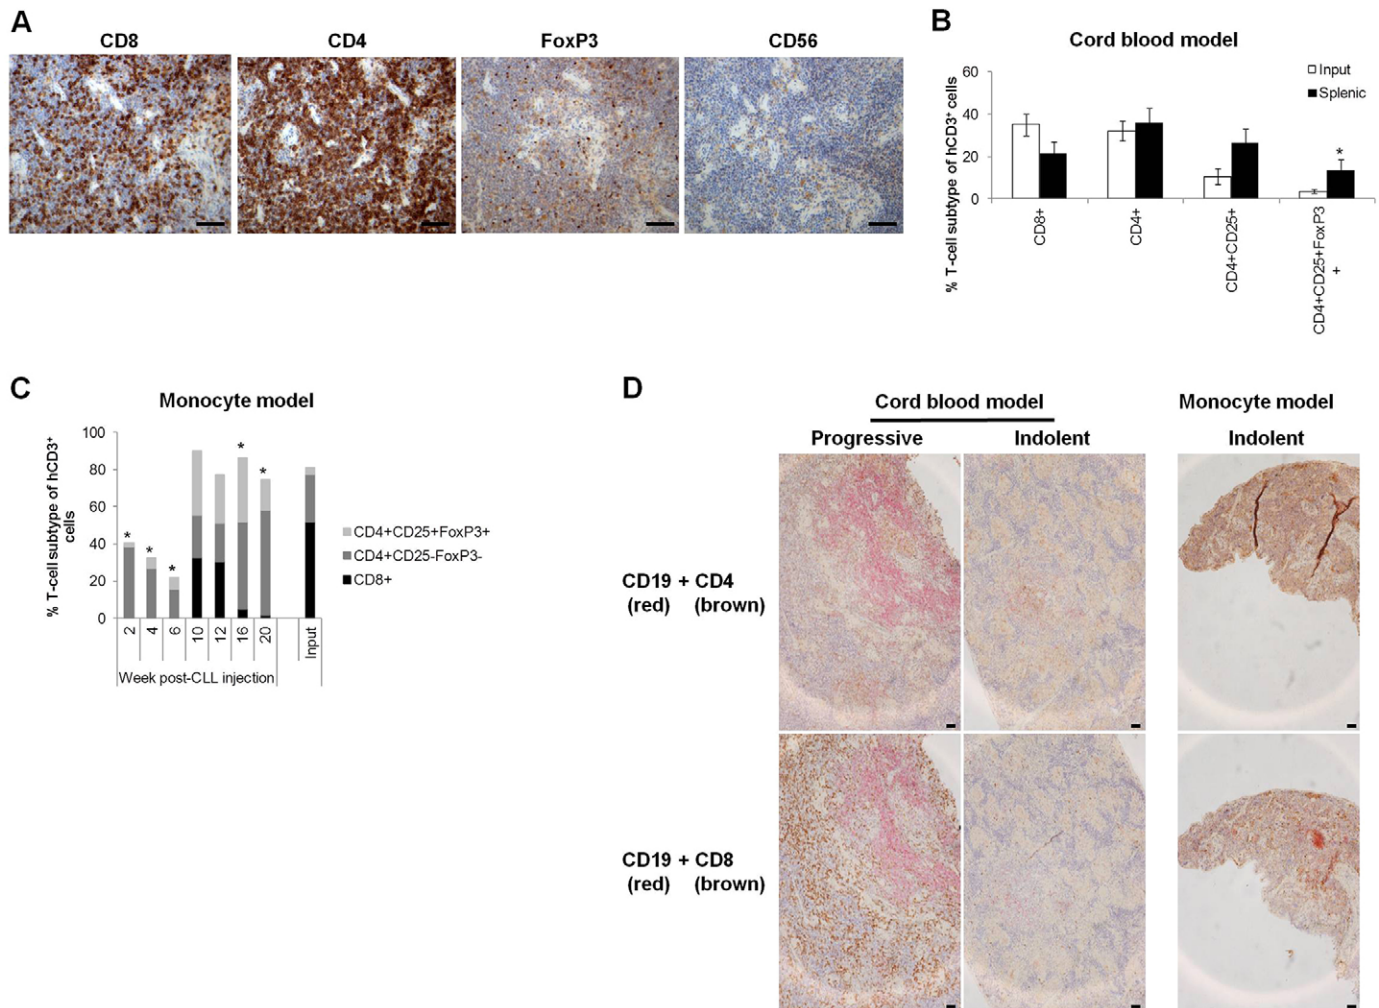 A
CD8
CD4
FoxP3
CD56
B
Cord blood model
% T-cell subtype of hCD3+ cells
60
40
20
0
Input
Splenic
*
CD8+
CD4+
CD4+CD25+
CD4+CD25+FoxP3
+
C
Monocyte model
% T-cell subtype of hCD3+
cells
100
80
60
40
20
0
* * * * *
2 4 6 10 12 16 20 Input
Week post-CLL injection
CD4+CD25+FoxP3+
CD4+CD25-FoxP3-
CD8+
D
Cord blood model
Monocyte model
Progressive
Indolent
Indolent
CD19 + CD4
(red) (brown)
CD19 + CD8
(red) (brown)